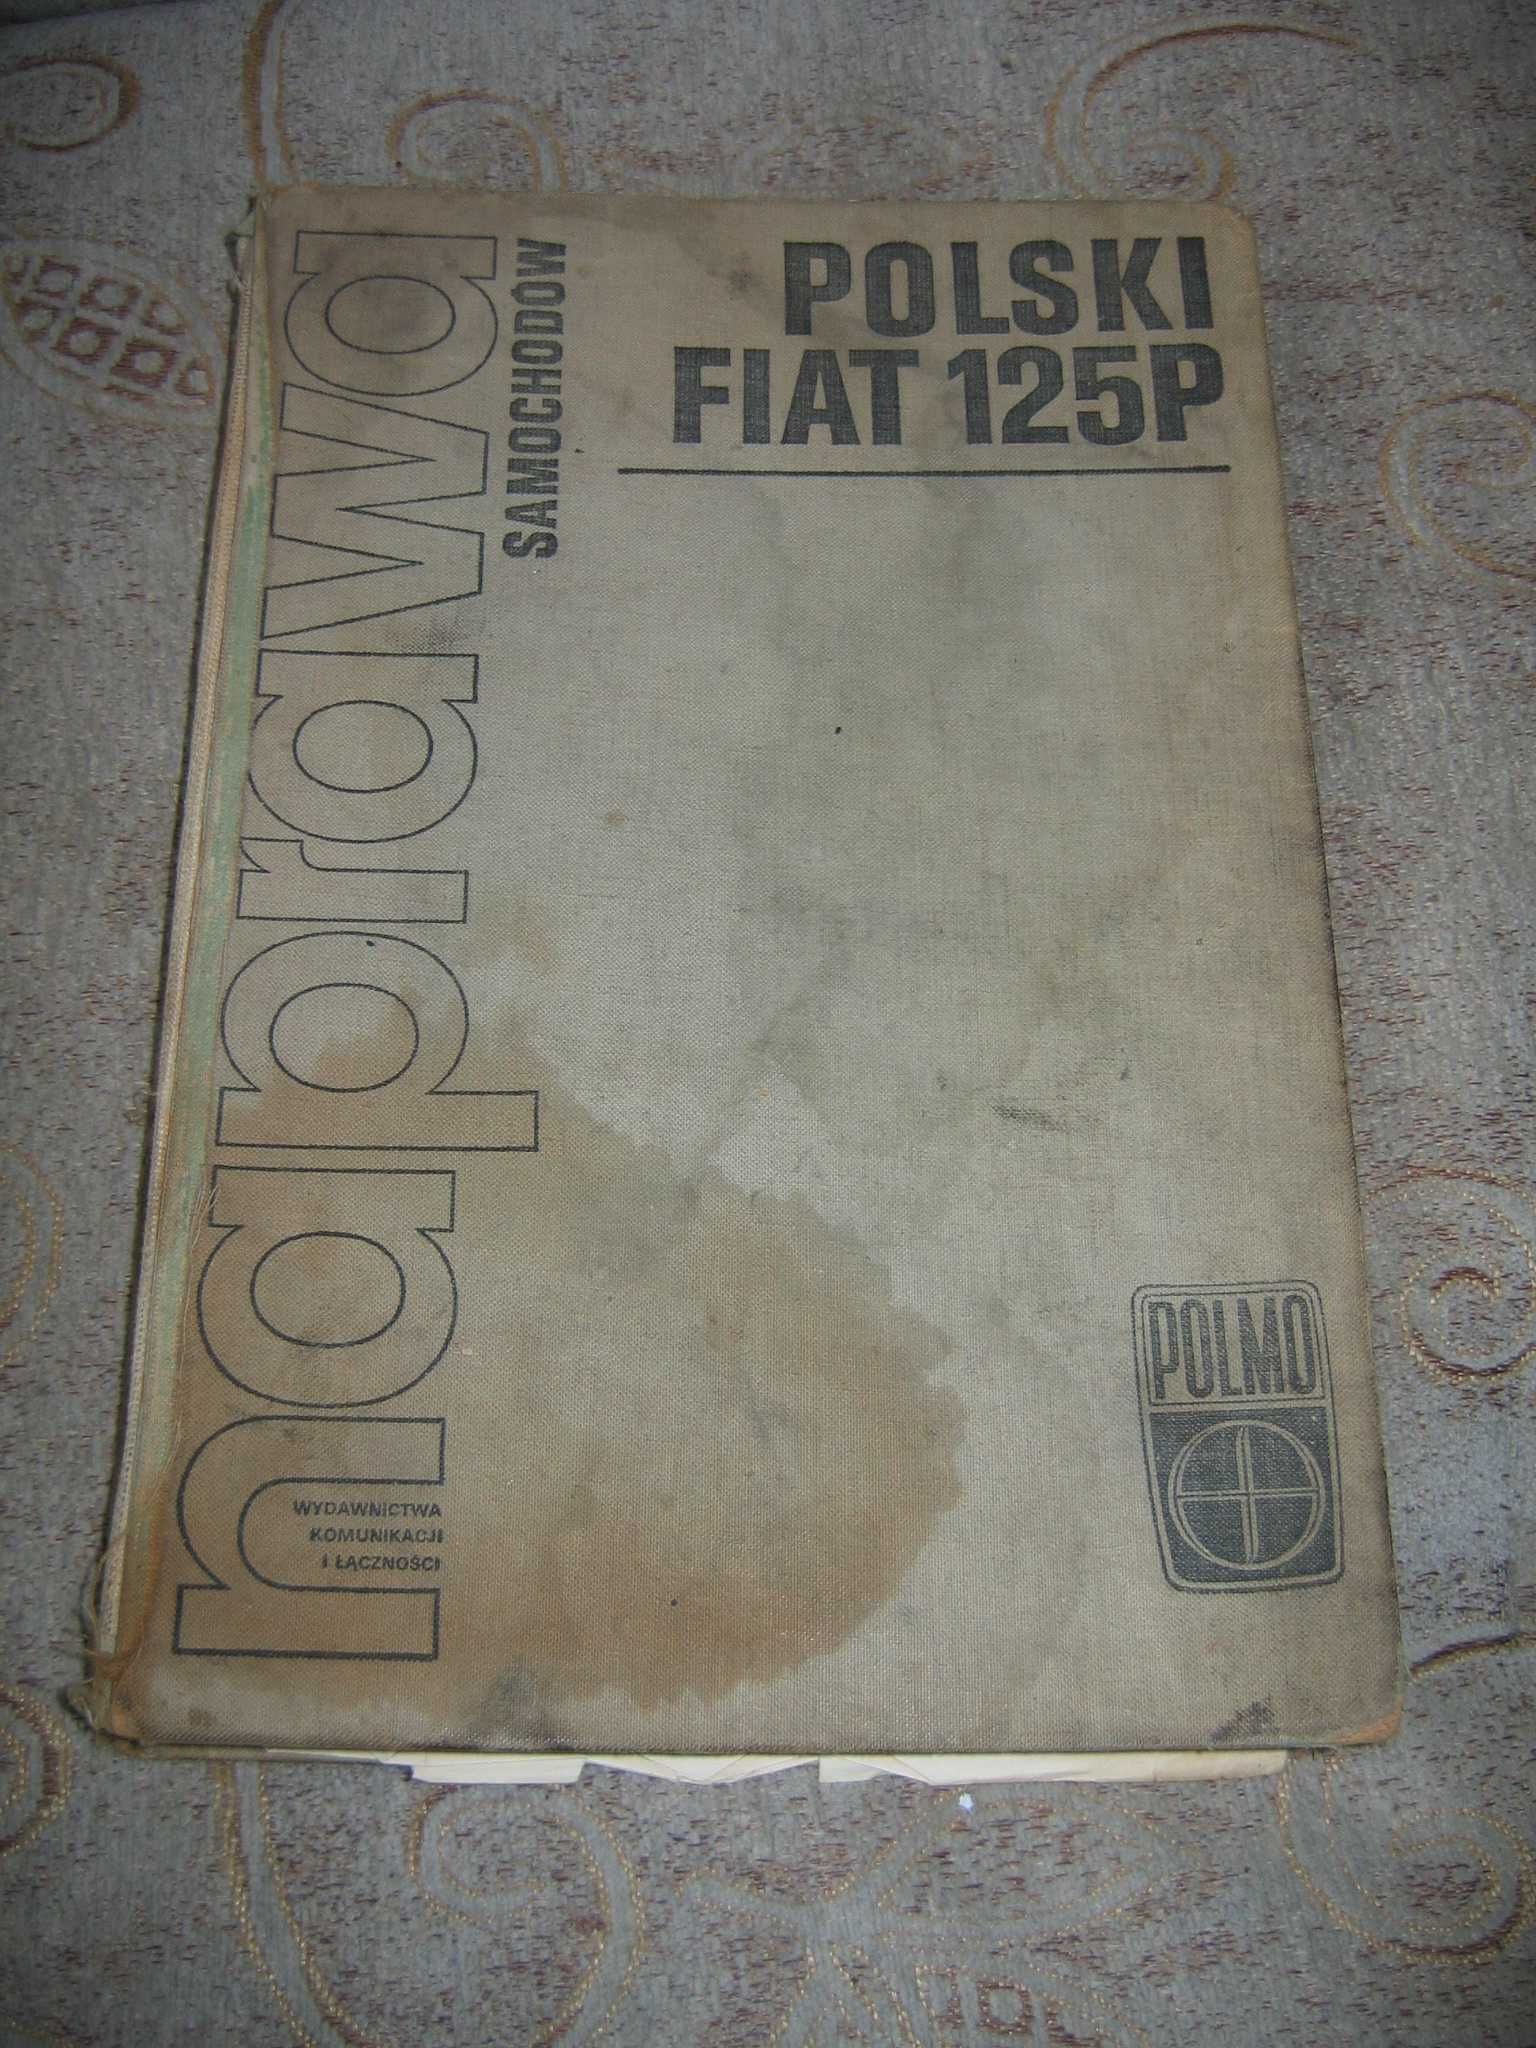 naprawa
SAMOCHODÓW
POLSKI
FIAT 125P
WYDAWNICTWA
KOMUNIKACJI
I ŁĄCZNOŚCI
POLMO